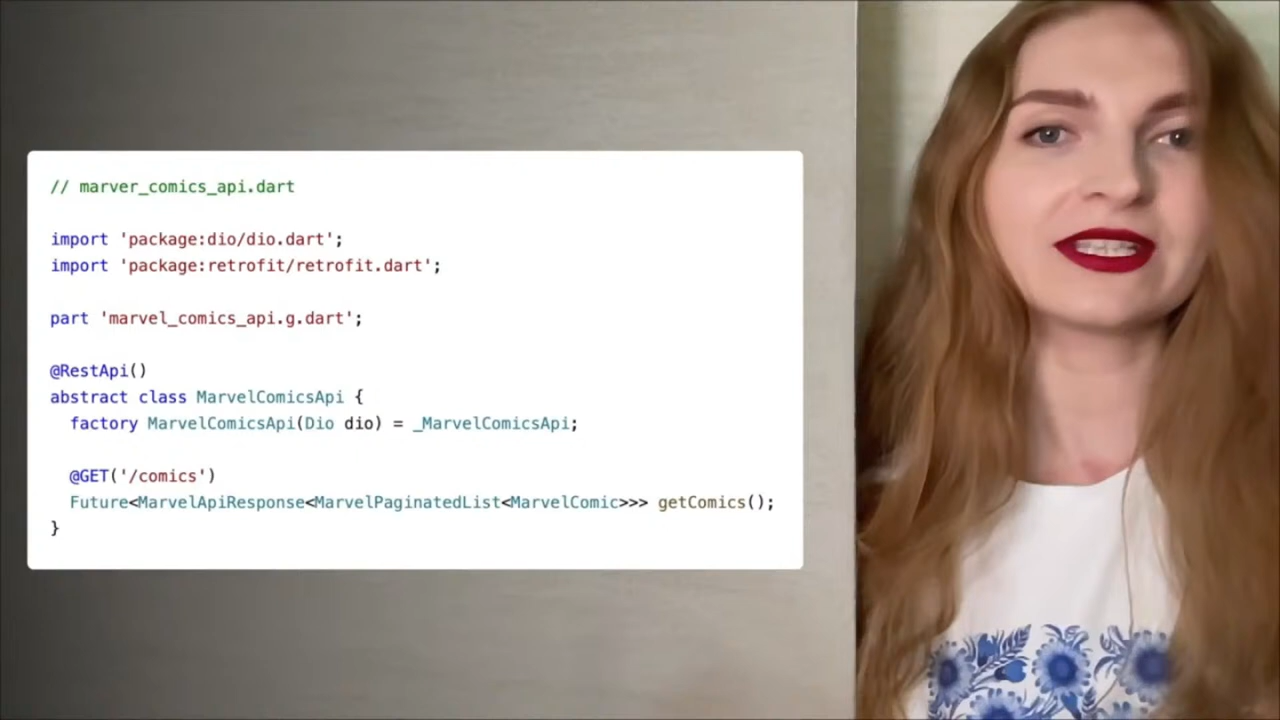 // marver_comics_api.dart
import 'package:dio/dio.dart';
import 'package:retrofit/retrofit.dart';
part 'marvel_comics_api.g.dart';
@RestApi()
abstract class MarvelComicsApi {
factory MarvelComicsApi(Dio dio) = _MarvelComicsApi;
@GET('/comics')
Future<MarvelApiResponse<MarvelPaginatedList<MarvelComic>>> getComics();
}